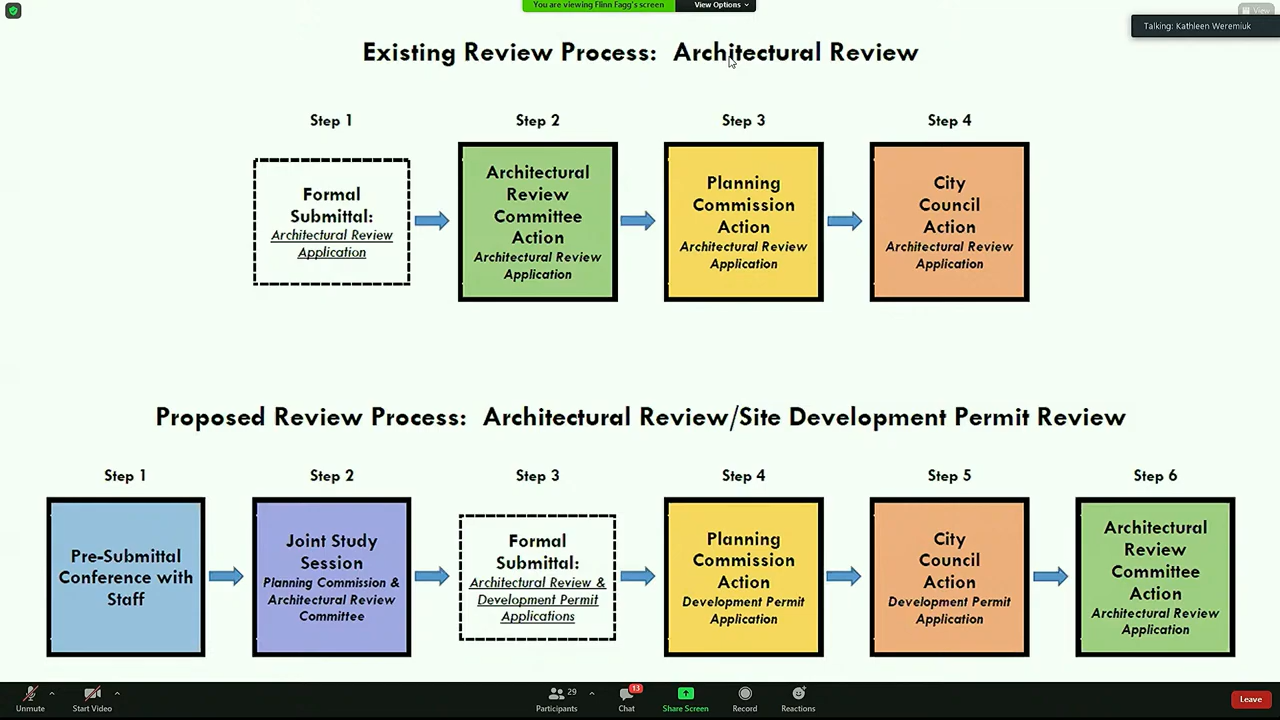 You are viewing Flinn Fagg's screen
View Options
View
Talking: Kathleen Weremiuk
Existing Review Process: Architectural Review
Step 1
Step 2
Step 3
Step 4
Formal
Submittal:
Architectural Review
Application
Architectural
Review
Committee
Action
Architectural Review
Application
Planning
Commission
Action
Architectural Review
Application
City
Council
Action
Architectural Review
Application
Proposed Review Process: Architectural Review/Site Development Permit Review
Step 1
Step 2
Step 3
Step 4
Step 5
Step 6
Pre-Submittal
Conference with
Staff
Joint Study
Session
Planning Commission &
Architectural Review
Committee
Formal
Submittal:
Architectural Review &
Development Permit
Applications
Planning
Commission
Action
Development Permit
Application
City
Council
Action
Development Permit
Application
Architectural
Review
Committee
Action
Architectural Review
Application
Unmute
Start Video
29
Participants
13
Chat
Share Screen
Record
Reactions
Leave